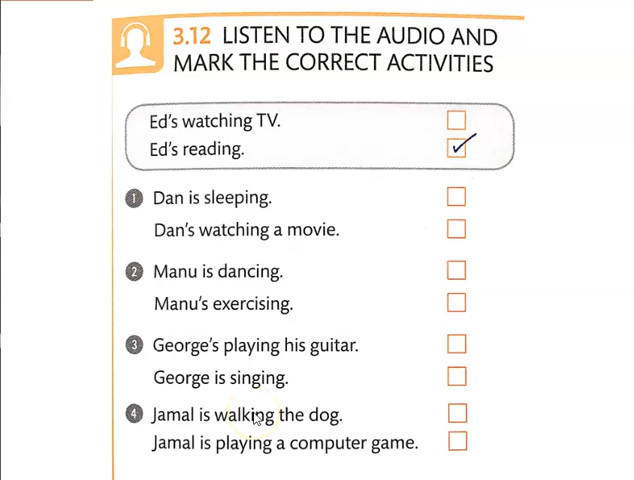 3.12 LISTEN TO THE AUDIO AND
MARK THE CORRECT ACTIVITIES
Ed's watching TV.
Ed's reading.
1 Dan is sleeping.
Dan's watching a movie.
2 Manu is dancing.
Manu's exercising.
3 George's playing his guitar.
George is singing.
4 Jamal is walking the dog.
Jamal is playing a computer game.